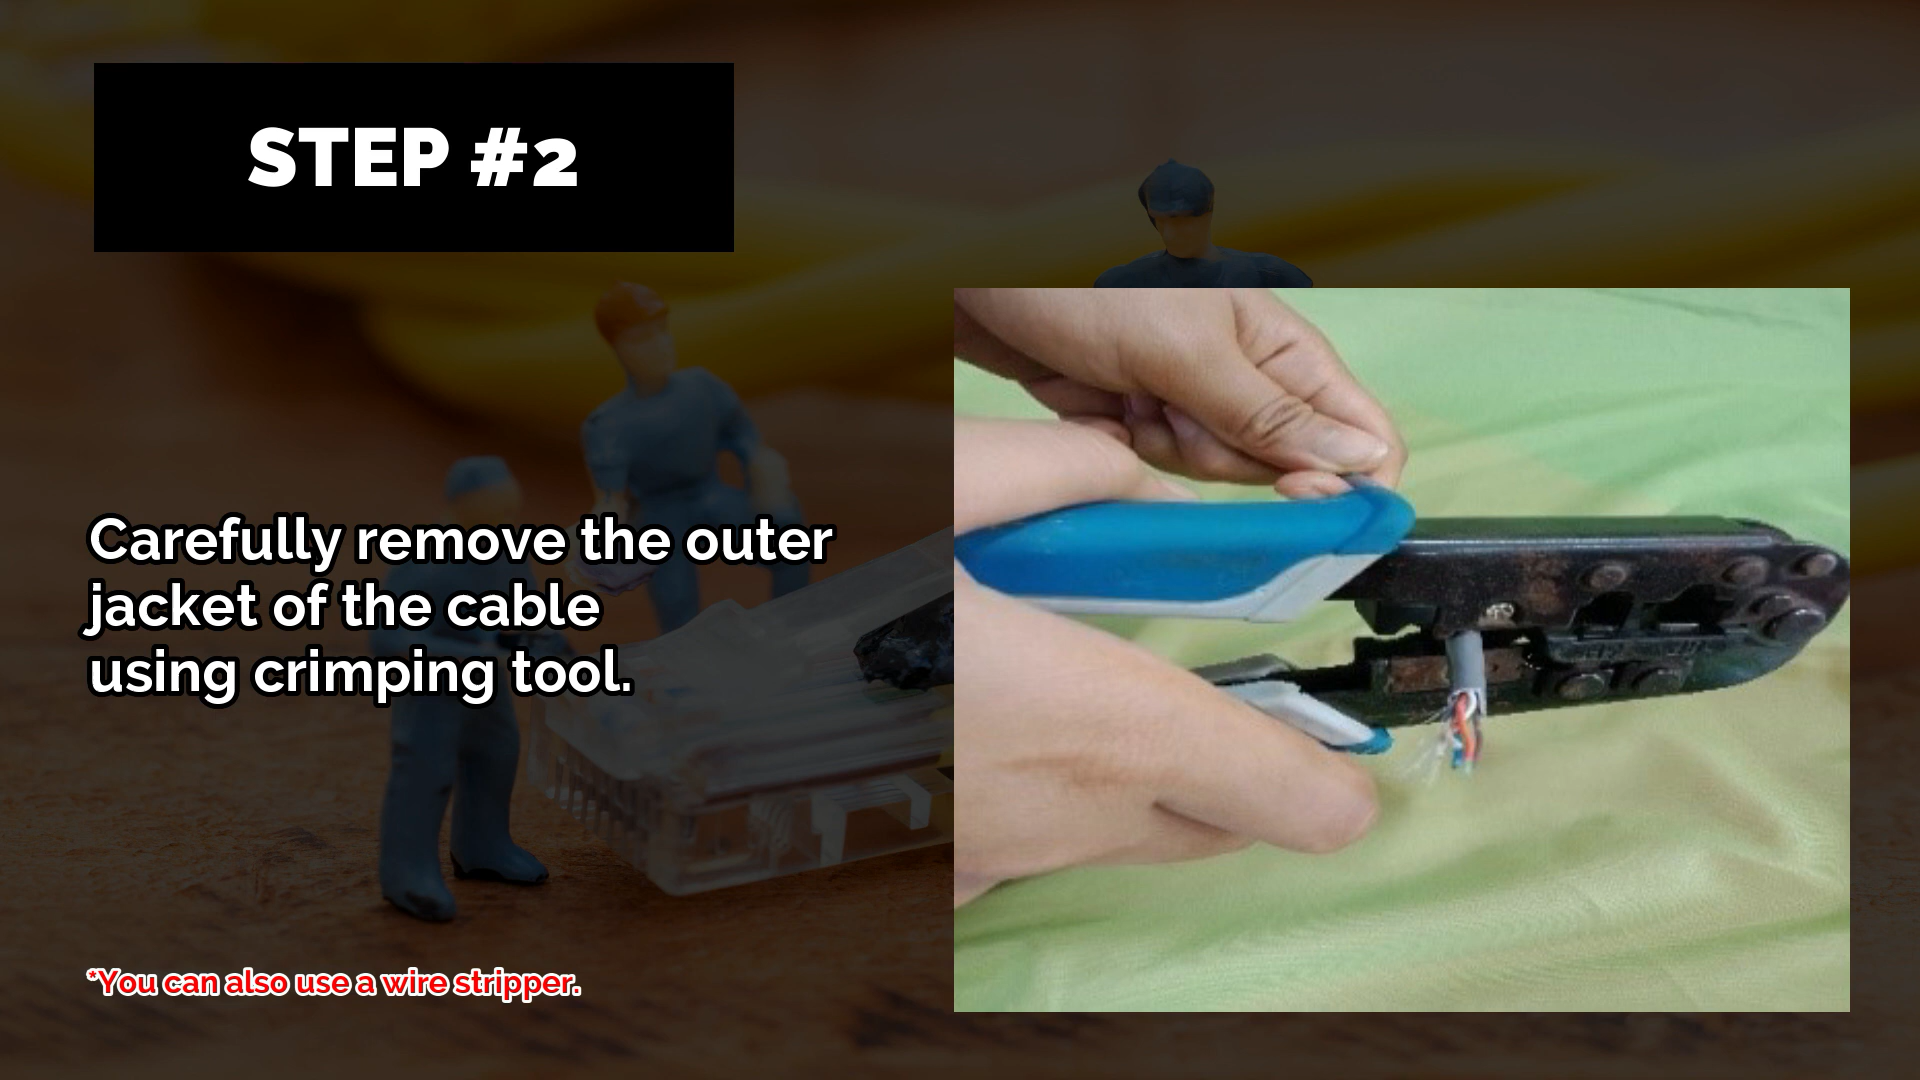 STEP #2
Carefully remove the outer
jacket of the cable
using crimping tool.
*You can also use a wire stripper.